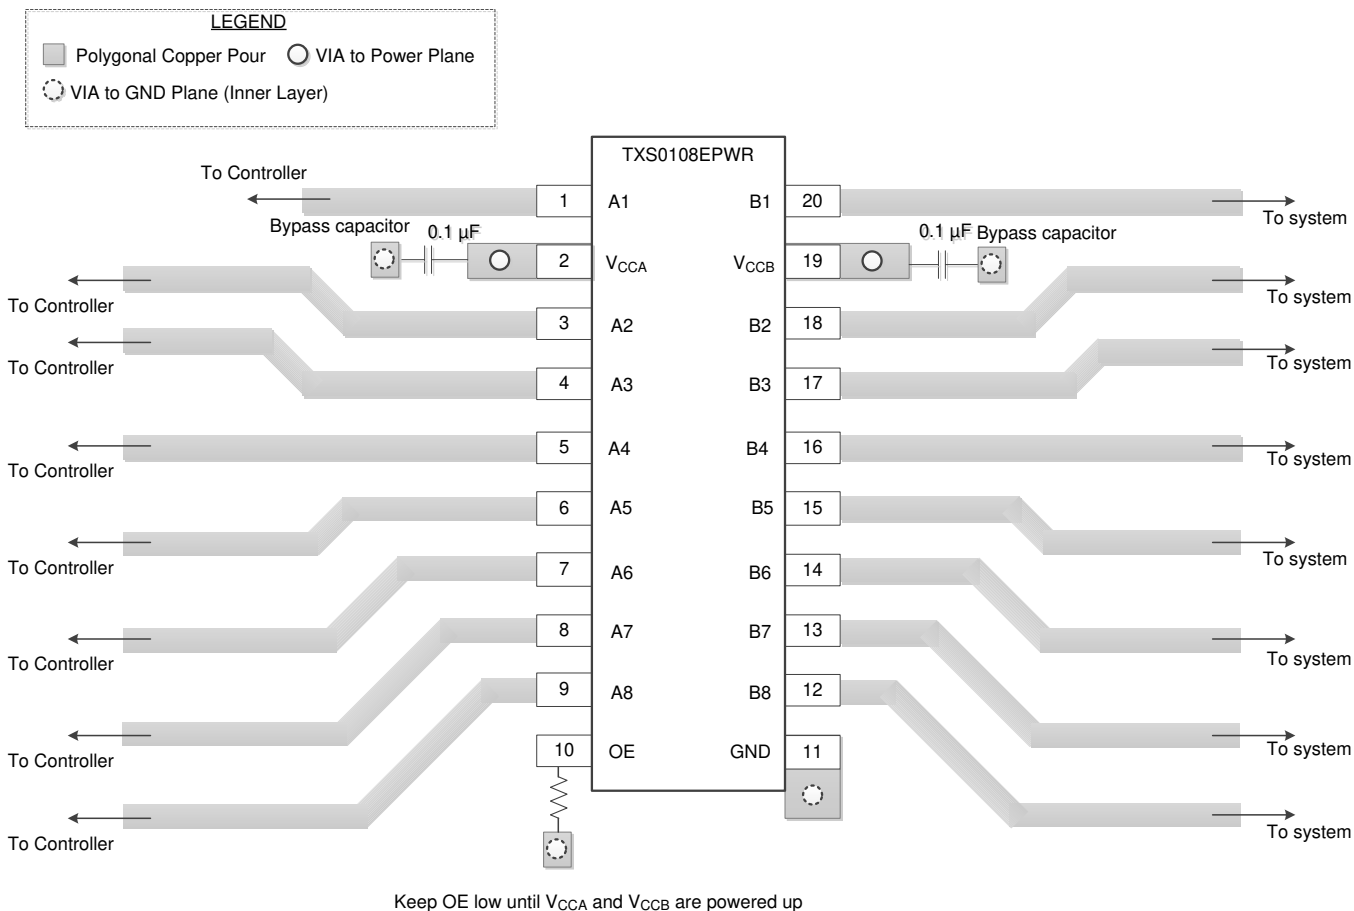 LEGEND
Polygonal Copper Pour
VIA to Power Plane
VIA to GND Plane (Inner Layer)
TXS0108EPWR
To Controller
1
A1
B1
20
To system
Bypass capacitor
0.1 µF
2
VCCA
VCCB
19
0.1 µF
Bypass capacitor
To Controller
3
A2
B2
18
To system
To Controller
4
A3
B3
17
To system
To Controller
5
A4
B4
16
To system
To Controller
6
A5
B5
15
To system
To Controller
7
A6
B6
14
To system
To Controller
8
A7
B7
13
To system
To Controller
9
A8
B8
12
To system
10
OE
GND
11
Keep OE low until VCCA and VCCB are powered up